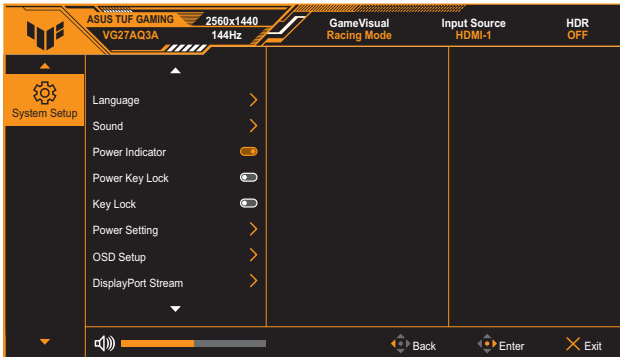 ASUS TUF GAMING 2560x1440 GameVisual Input Source HDR
VG27AQ3A 144Hz Racing Mode HDMI-1 OFF
System Setup
Language
Sound
Power Indicator
Power Key Lock
Key Lock
Power Setting
OSD Setup
DisplayPort Stream
Back Enter Exit